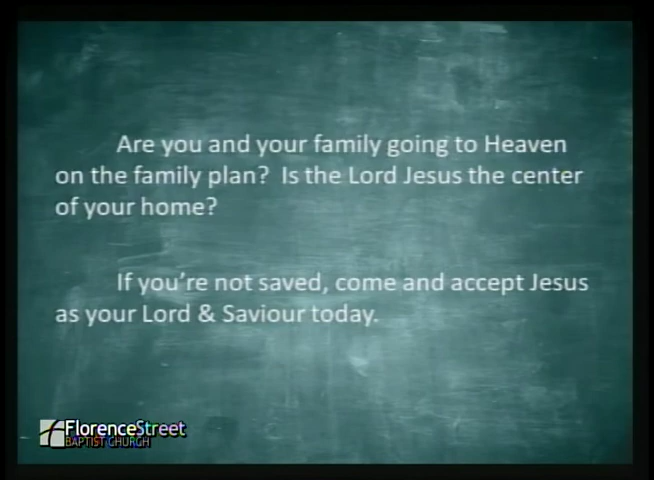 Are you and your family going to Heaven
on the family plan?  Is the Lord Jesus the center
of your home?
If you're not saved, come and accept Jesus
as your Lord & Saviour today.
FlorenceStreet
BAPTIST CHURCH